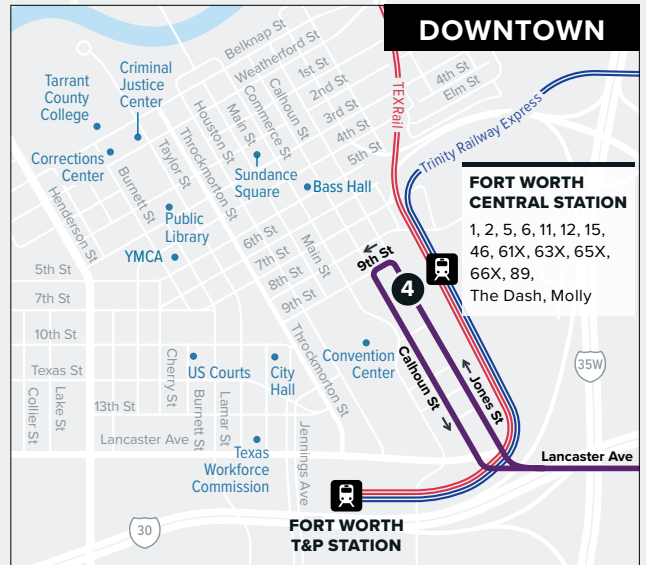 DOWNTOWN
Belknap St
Weatherford St
1st St
2nd St
3rd St
4th St
5th St
4th St
Elm St
TEXRail
Trinity Railway Express
Tarrant
County
College
Criminal
Justice
Center
Corrections
Center
Houston St
Main St
Commerce St
Calhoun St
Throckmorton St
Taylor St
Burnett St
Henderson St
Sundance
Square
Bass Hall
Public
Library
YMCA
FORT WORTH
CENTRAL STATION
1, 2, 5, 6, 11, 12, 15,
46, 61X, 63X, 65X,
66X, 89,
The Dash, Molly
6th St
7th St
8th St
9th St
Main St
9th St
4
5th St
7th St
10th St
Texas St
13th St
Lancaster Ave
Collier St
Lake St
Cherry St
Burnett St
Lamar St
Jennings Ave
Throckmorton St
US Courts
City
Hall
Convention
Center
Calhoun St
Jones St
35W
Lancaster Ave
Texas
Workforce
Commission
30
FORT WORTH
T&P STATION